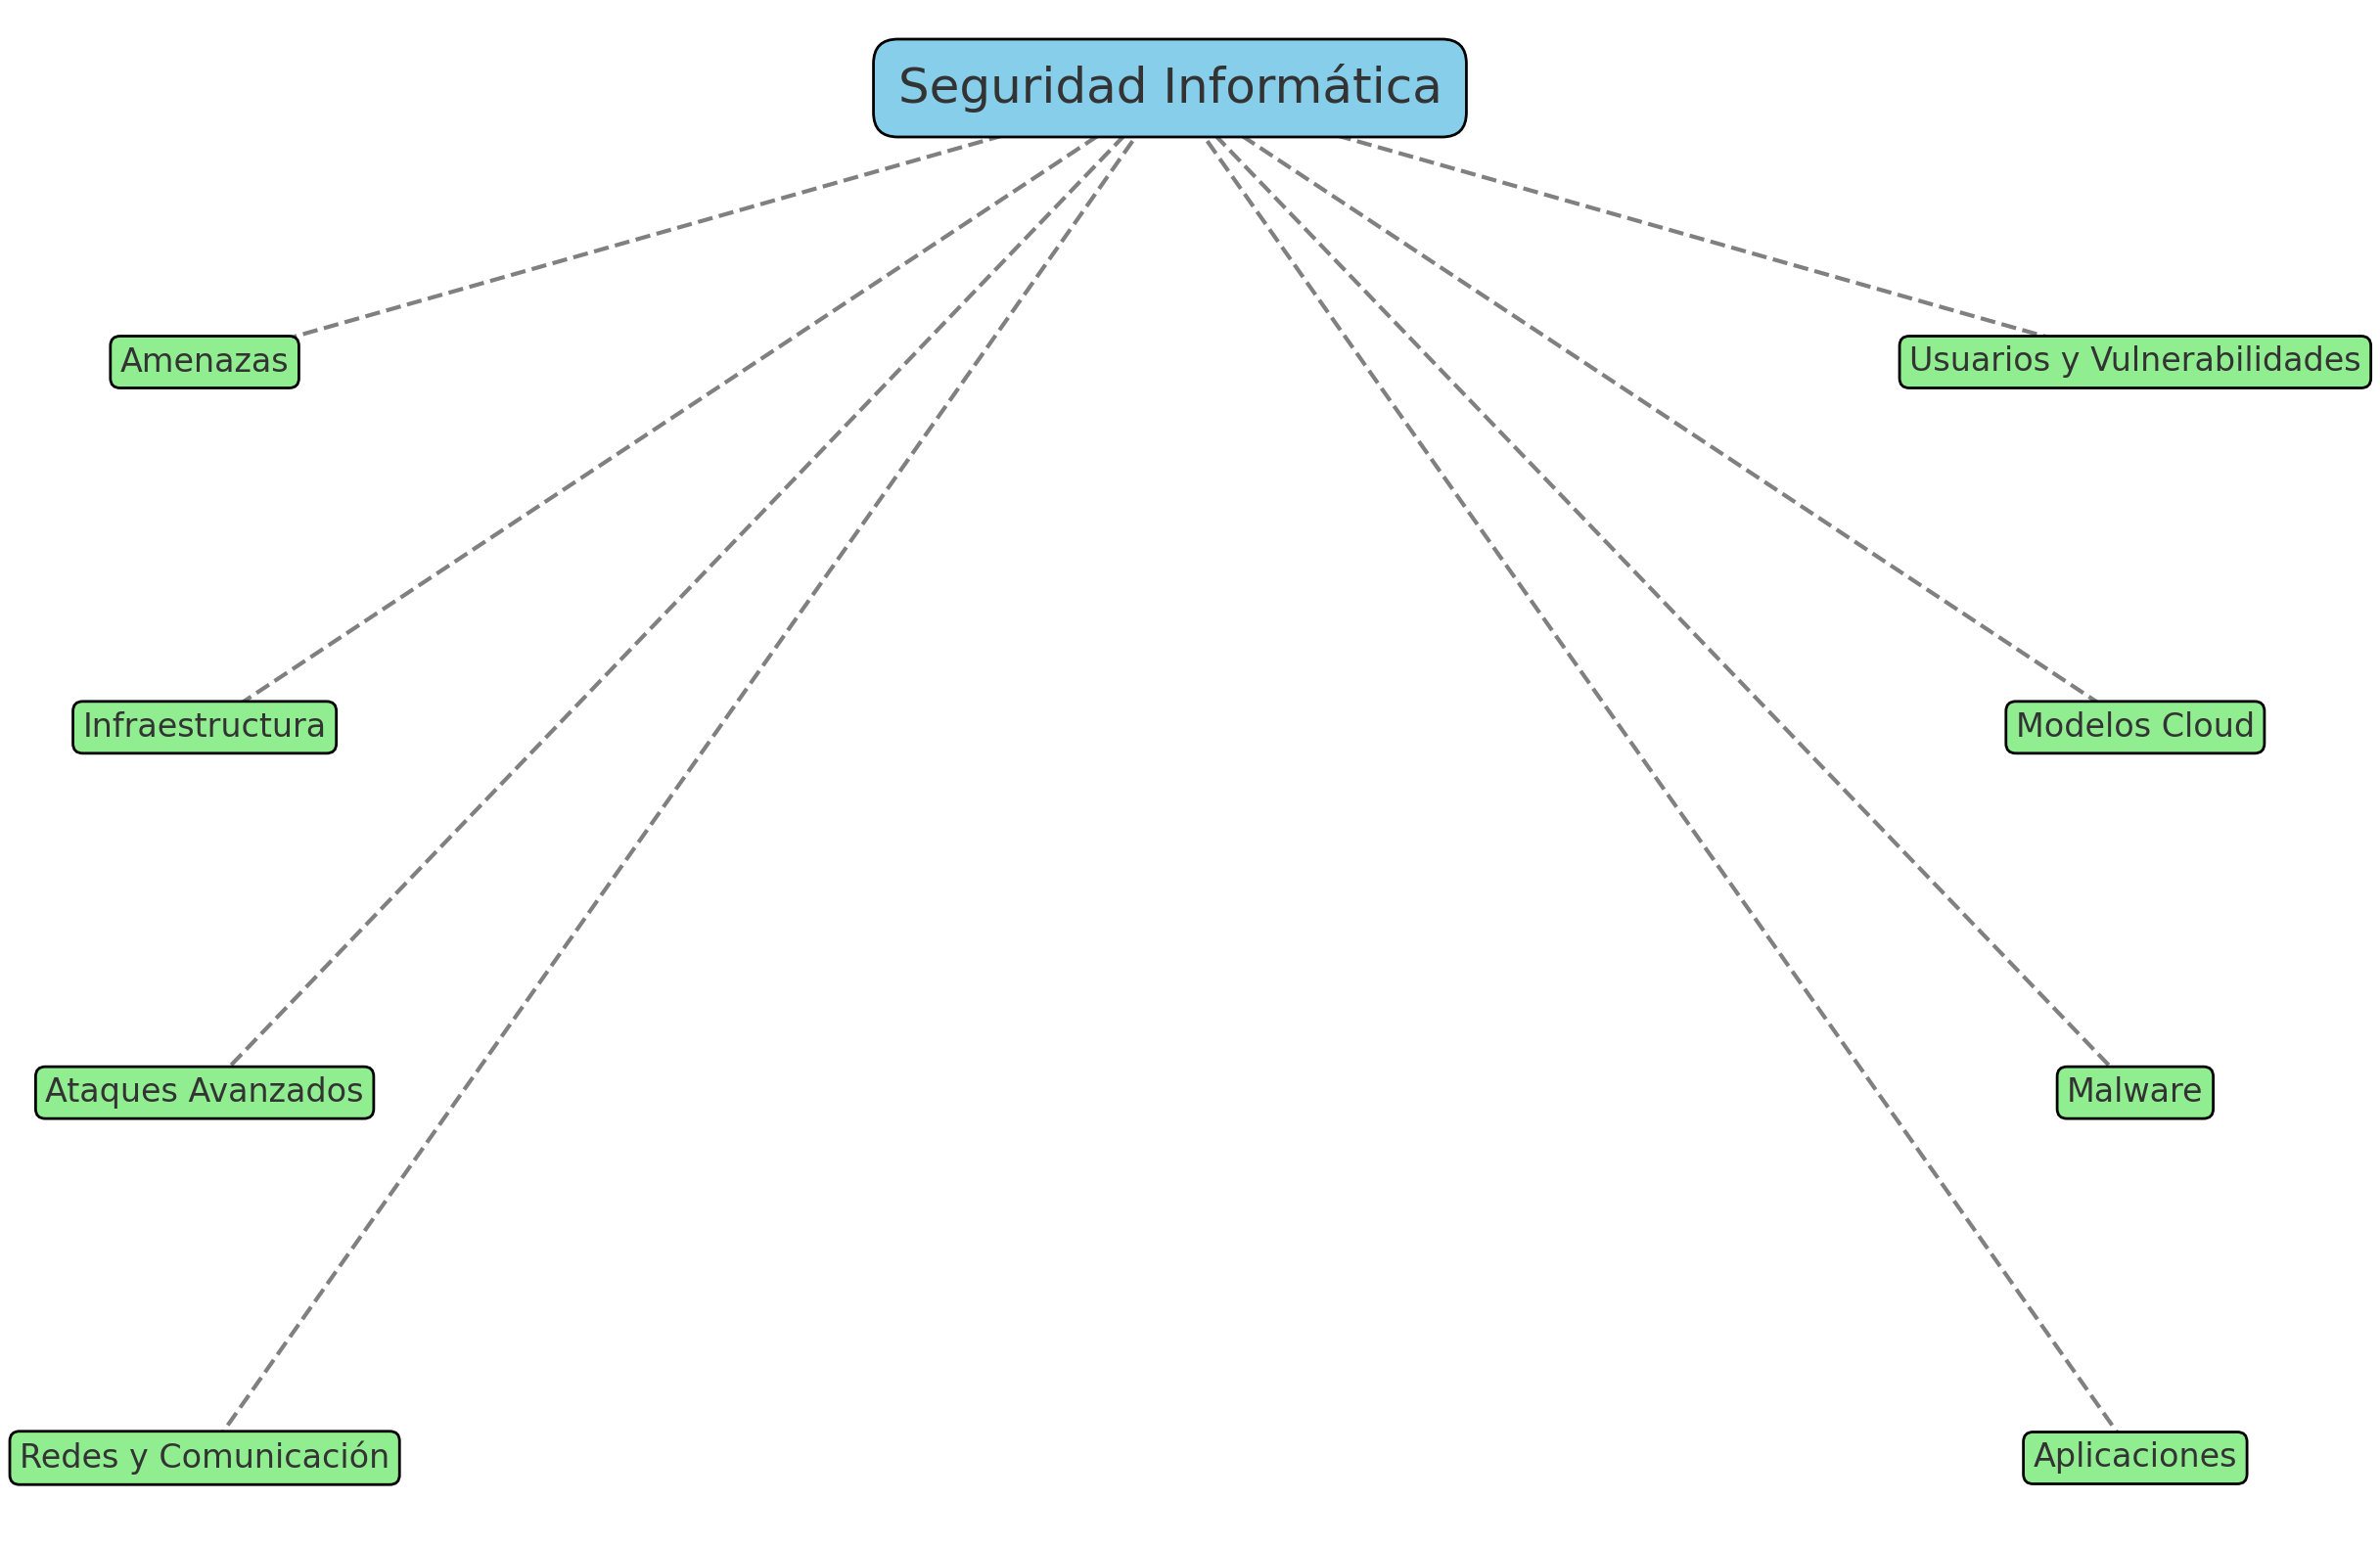 Seguridad Informática
Amenazas
Usuarios y Vulnerabilidades
Infraestructura
Modelos Cloud
Ataques Avanzados
Malware
Redes y Comunicación
Aplicaciones